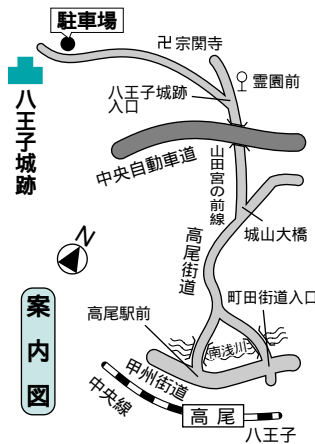 駐車場
卍宗関寺
霊園前
八王子城跡
入口
八王子城跡
中央自動車道
山田宮の前線
城山大橋
高尾街道
N
町田街道入口
案内図
高尾駅前
南浅川
甲州街道
中央線
高尾
八王子